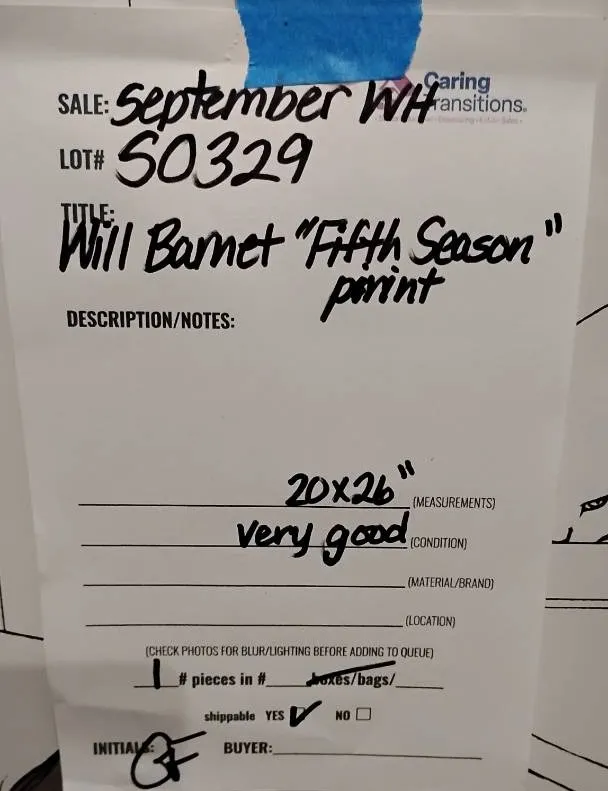 Caring
SALE: September WH
Transitions.
LOT# S0329
TITLE:
Will Barnet "Fifth Season"
print
DESCRIPTION/NOTES:
20x26" (MEASUREMENTS)
very good (CONDITION)
(MATERIAL/BRAND)
(LOCATION)
(CHECK PHOTOS FOR BLUR/LIGHTING BEFORE ADDING TO QUEUE)
1 # pieces in # boxes/bags/
shippable YES NO
INITIALS: BUYER: